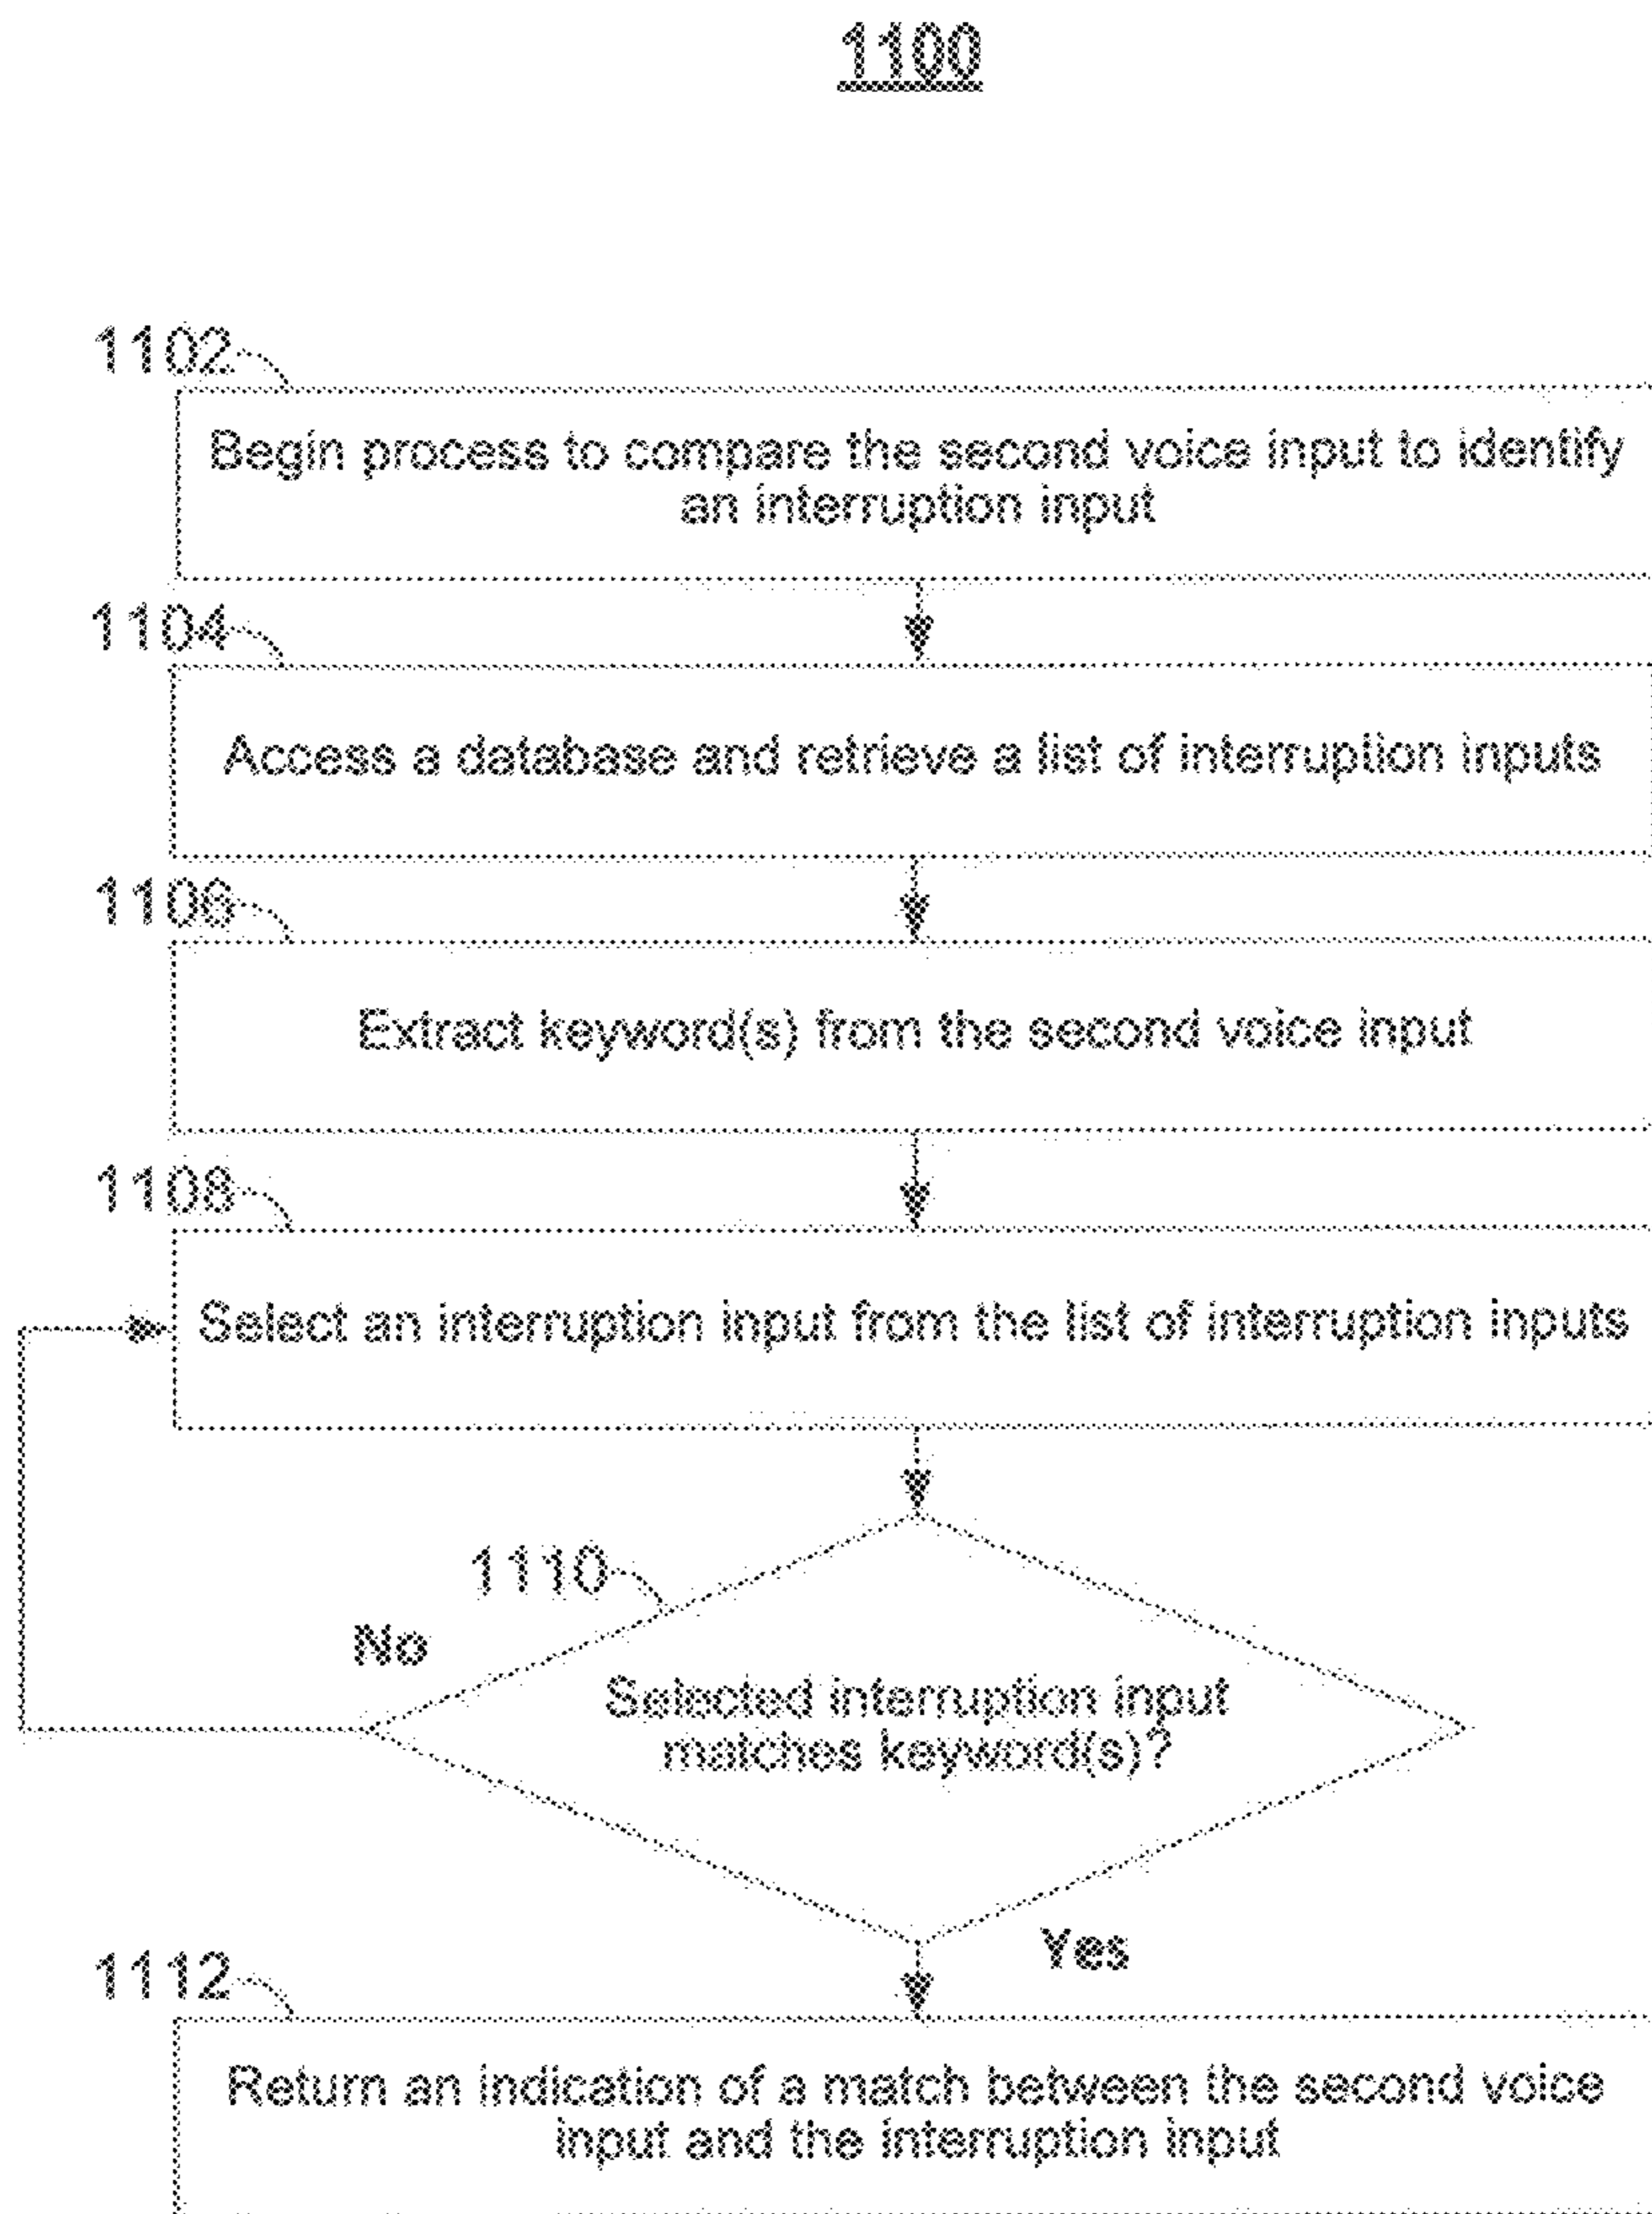 1100
1102
Begin process to compare the second voice input to identify
an interruption input
1104
Access a database and retrieve a list of interruption inputs
1106
Extract keyword(s) from the second voice input
1108
Select an interruption input from the list of interruption inputs
1110
No
Selected interruption input
matches keyword(s)?
Yes
1112
Return an indication of a match between the second voice
input and the interruption input